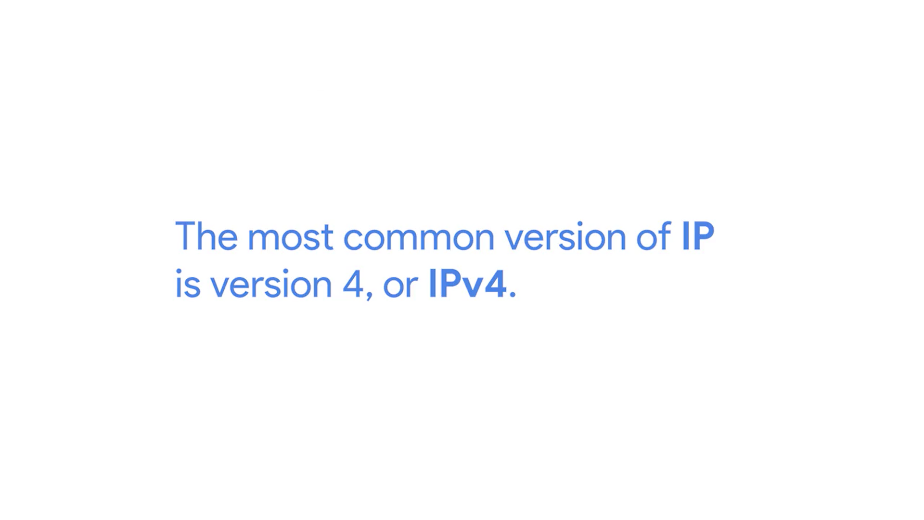 The most common version of IP
is version 4, or IPv4.